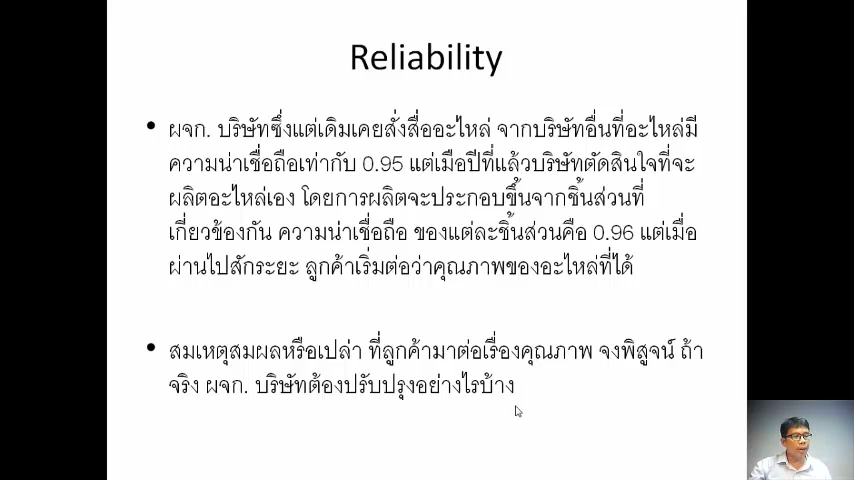 Reliability
• ผจก. บริษัทซึ่งแต่เดิมเคยสั่งสื่ออะไหล่ จากบริษัทอื่นที่อะไหล่มี
ความน่าเชื่อถือเท่ากับ 0.95 แต่เมือปีที่แล้วบริษัทตัดสินใจที่จะ
ผลิตอะไหล่เอง โดยการผลิตจะประกอบขึ้นจากชิ้นส่วนที่
เกี่ยวข้องกัน ความน่าเชื่อถือ ของแต่ละชิ้นส่วนคือ 0.96 แต่เมื่อ
ผ่านไปสักระยะ ลูกค้าเริ่มต่อว่าคุณภาพของอะไหล่ที่ได้
• สมเหตุสมผลหรือเปล่า ที่ลูกค้ามาต่อเรื่องคุณภาพ จงพิสูจน์ ถ้า
จริง ผจก. บริษัทต้องปรับปรุงอย่างไรบ้าง